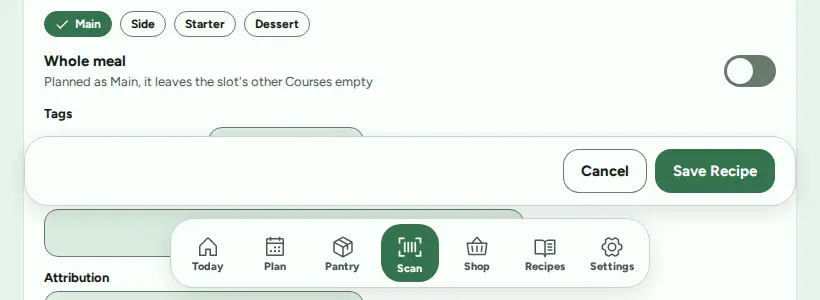 Main Side Starter Dessert
Whole meal
Planned as Main, it leaves the slot's other Courses empty
Tags
Cancel Save Recipe
Today Plan Pantry Scan Shop Recipes Settings
Attribution